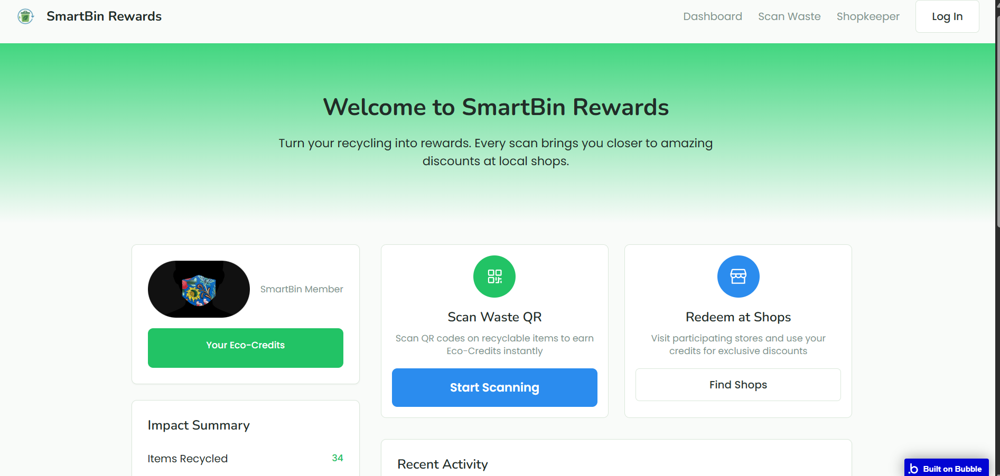 SmartBin Rewards
Dashboard
Scan Waste
Shopkeeper
Log In
Welcome to SmartBin Rewards
Turn your recycling into rewards. Every scan brings you closer to amazing
discounts at local shops.
SmartBin Member
Your Eco-Credits
Scan Waste QR
Scan QR codes on recyclable items to earn
Eco-Credits instantly
Start Scanning
Redeem at Shops
Visit participating stores and use your
credits for exclusive discounts
Find Shops
Impact Summary
Items Recycled
34
Recent Activity
Built on Bubble